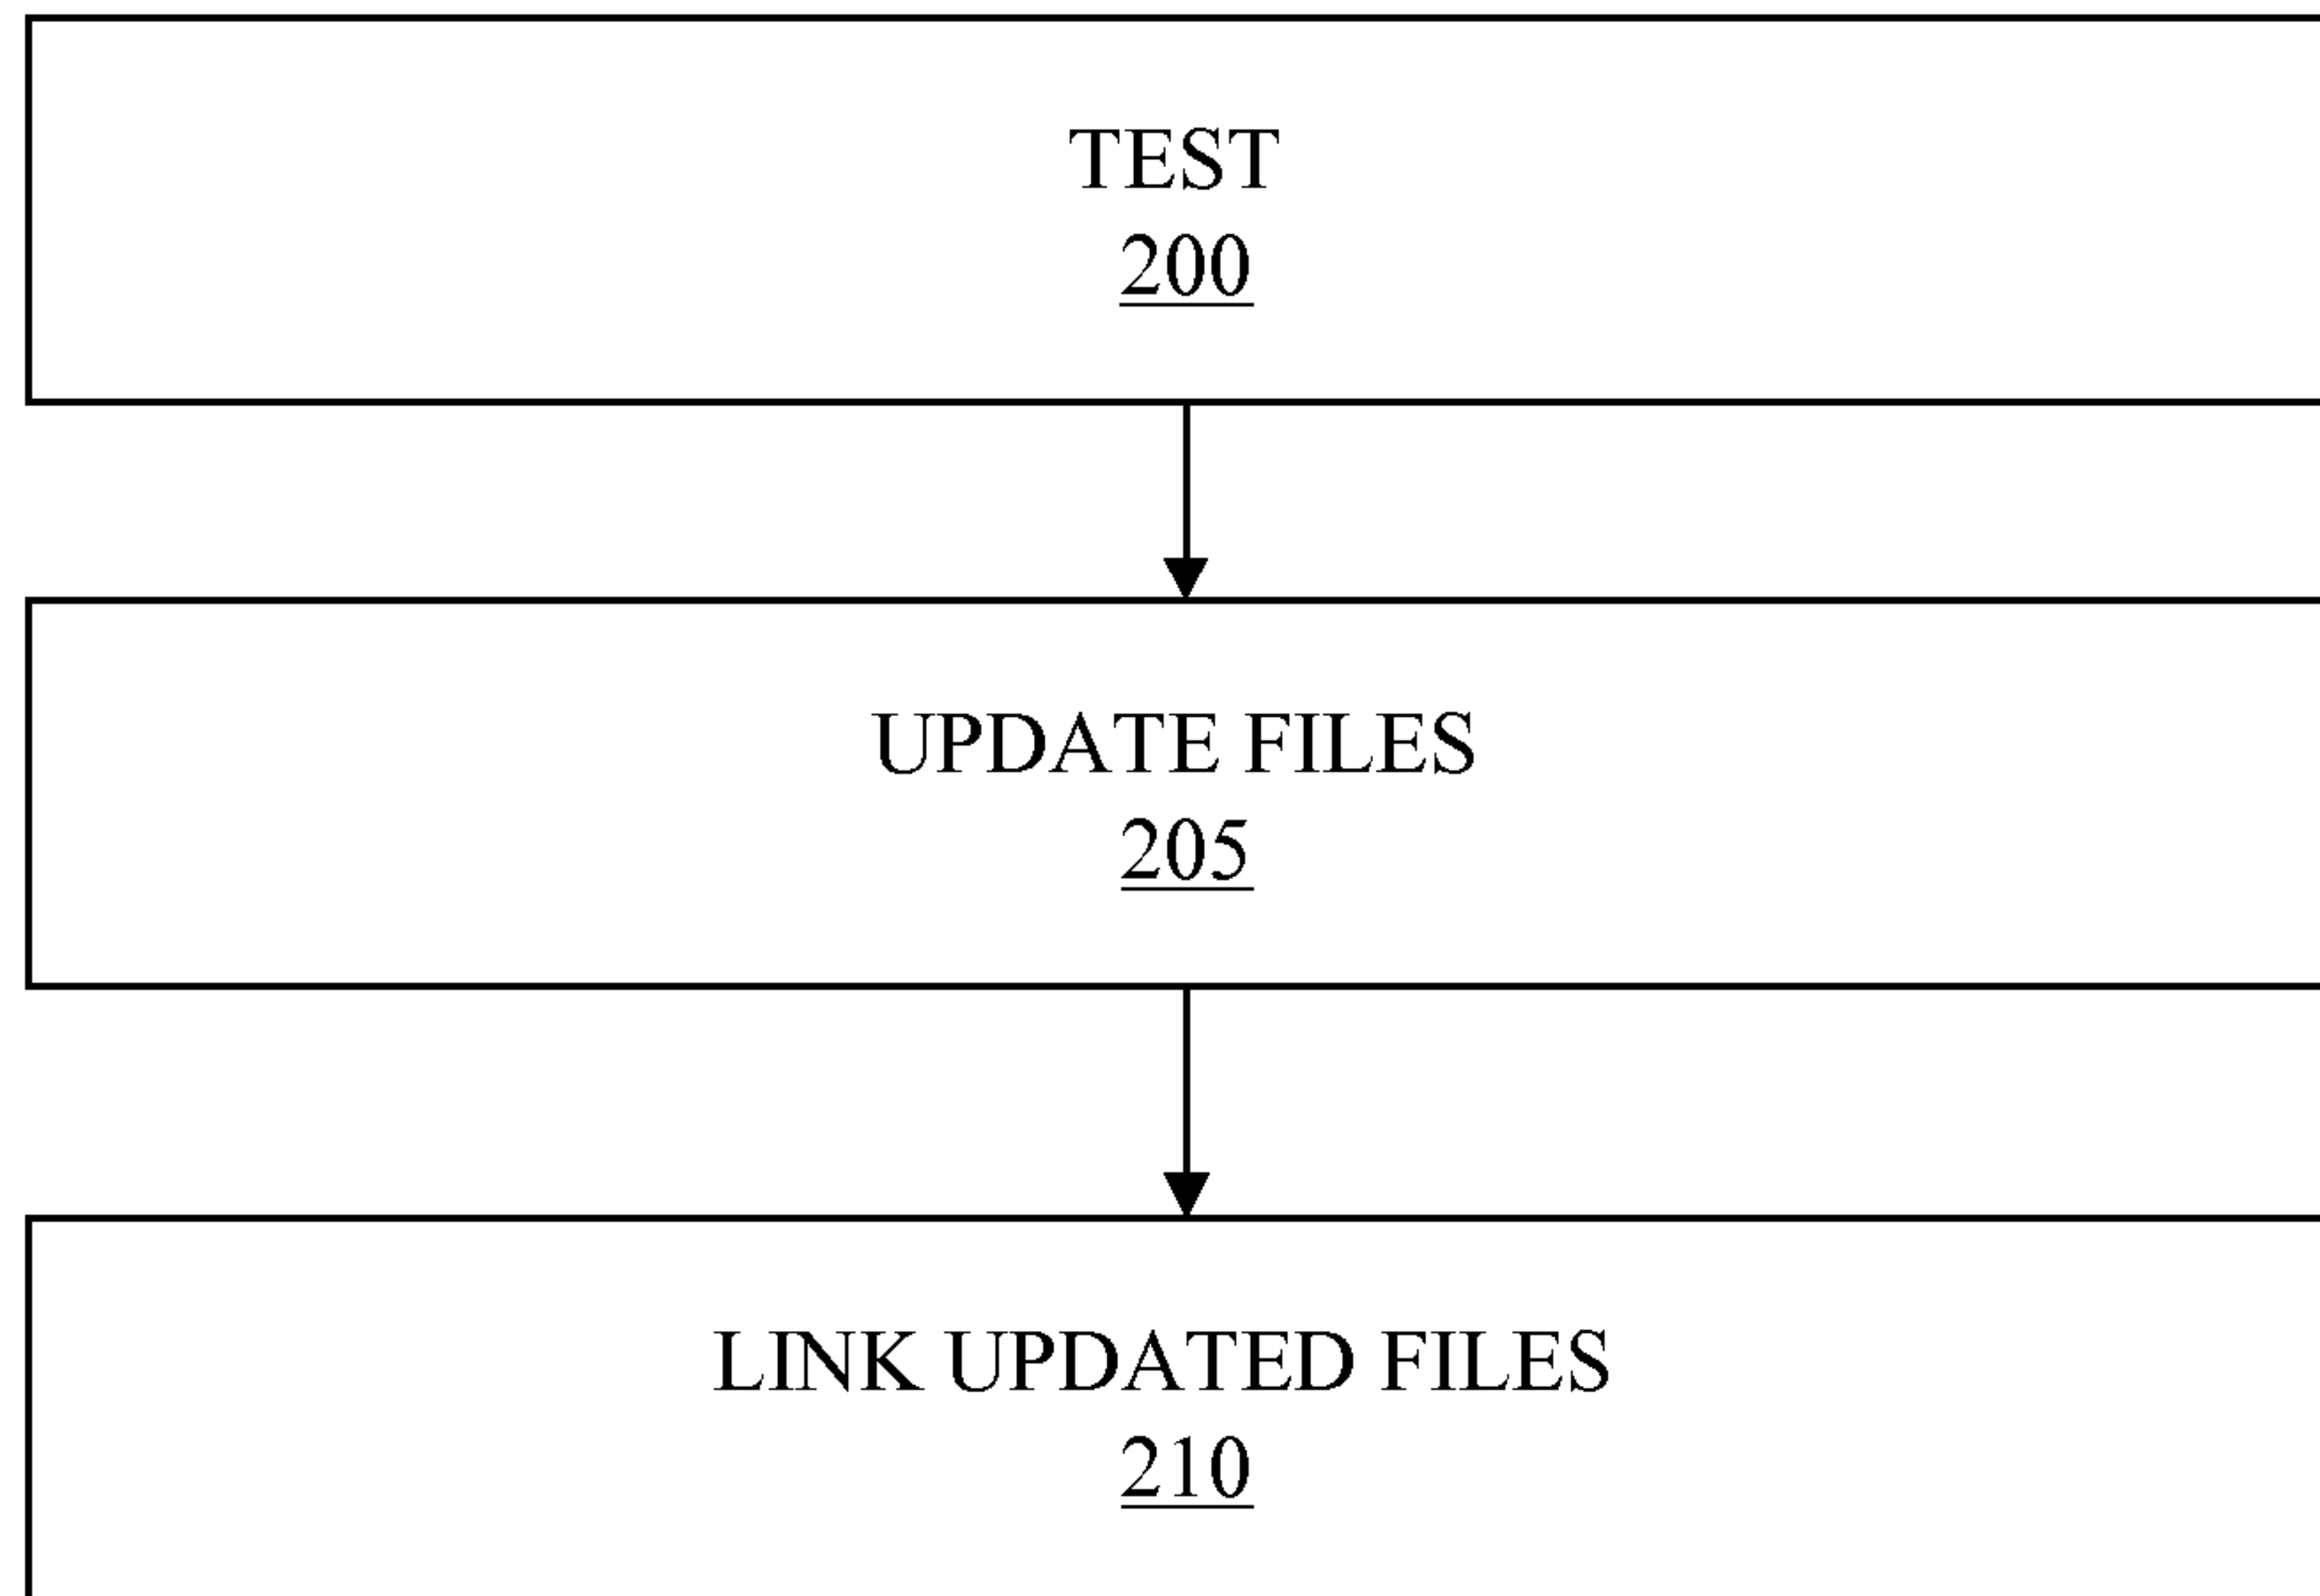 TEST
200
UPDATE FILES
205
LINK UPDATED FILES
210